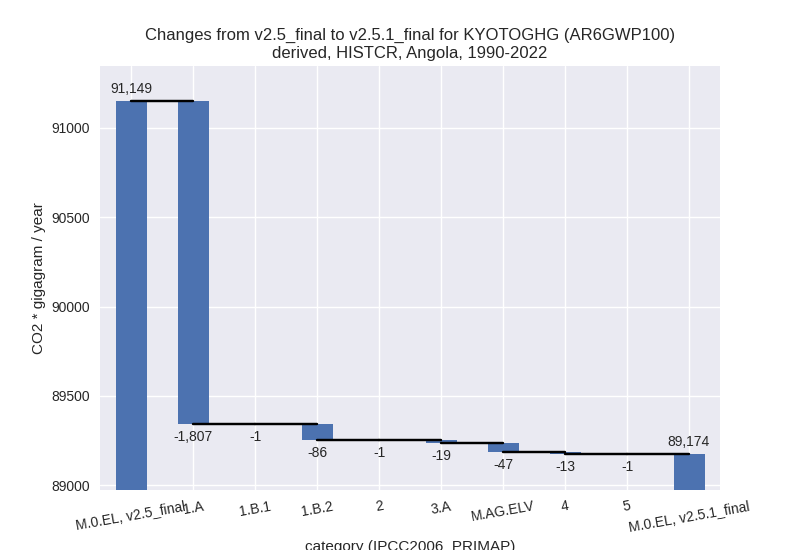 Changes from v2.5_final to v2.5.1_final for KYOTOGHG (AR6GWP100)
derived, HISTCR, Angola, 1990-2022
91,149
91000
90500
90000
89500
89000
CO2 * gigagram / year
-1,807
-1
-86
-1
-19
-47
-13
-1
89,174
M.0.EL, v2.5_final
1.A
1.B.1
1.B.2
2
3.A
M.AG.ELV
4
5
M.0.EL, v2.5.1_final
category (IPCC2006_PRIMAP)